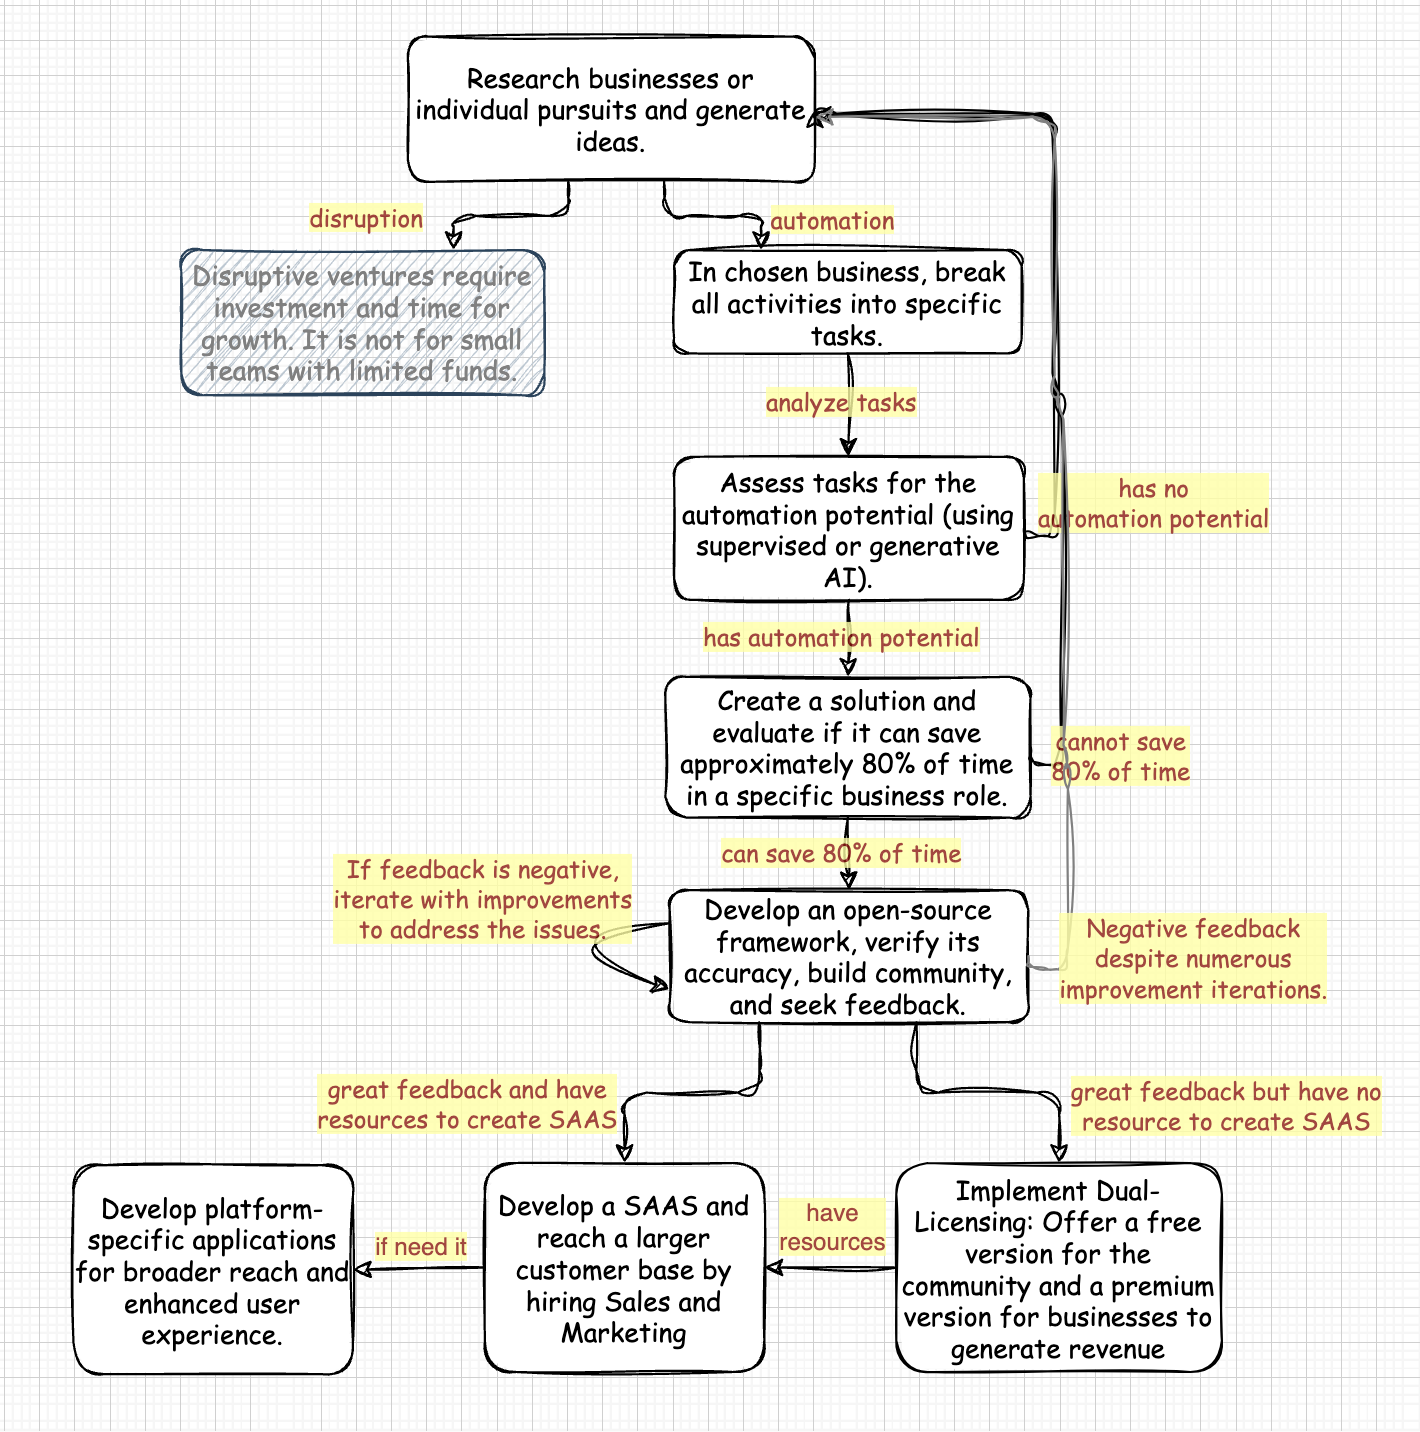 Research businesses or
individual pursuits and generate
ideas.
disruption
automation
Disruptive ventures require
investment and time for
growth. It is not for small
teams with limited funds.
In chosen business, break
all activities into specific
tasks.
analyze tasks
Assess tasks for the
automation potential (using
supervised or generative
AI).
has no
automation potential
has automation potential
Create a solution and
evaluate if it can save
approximately 80% of time
in a specific business role.
cannot save
80% of time
can save 80% of time
If feedback is negative,
iterate with improvements
to address the issues.
Develop an open-source
framework, verify its
accuracy, build community,
and seek feedback.
Negative feedback
despite numerous
improvement iterations.
great feedback and have
resources to create SAAS
great feedback but have no
resource to create SAAS
Develop platform-
specific applications
for broader reach and
enhanced user
experience.
if need it
Develop a SAAS and
reach a larger
customer base by
hiring Sales and
Marketing
have
resources
Implement Dual-
Licensing: Offer a free
version for the
community and a premium
version for businesses to
generate revenue